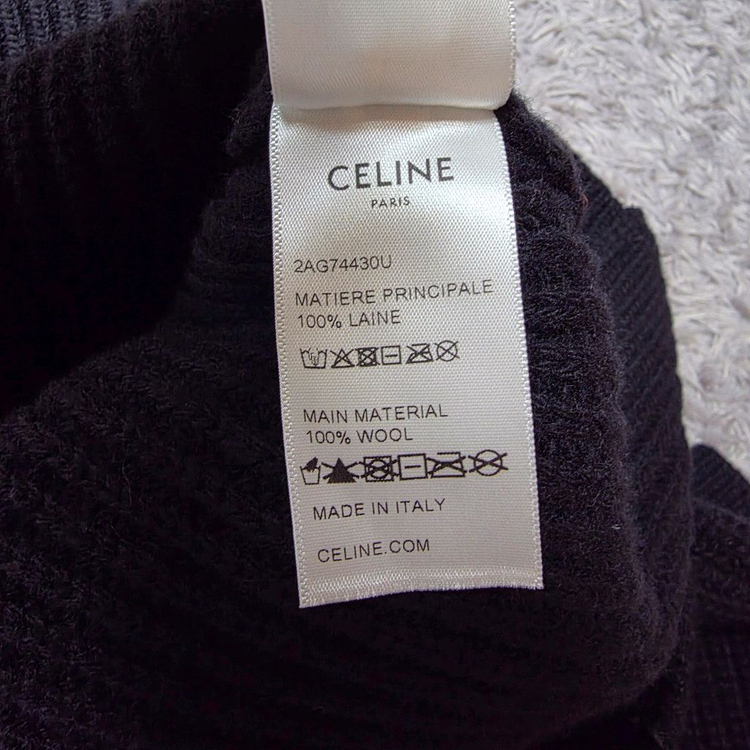 CELINE
PARIS
2AG74430U
MATIERE PRINCIPALE
100% LAINE
MAIN MATERIAL
100% WOOL
MADE IN ITALY
CELINE.COM